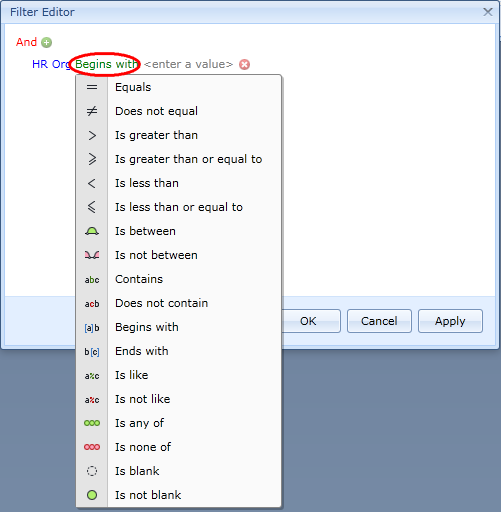 Filter Editor
And
HR Org Begins with <enter a value>
Equals
Does not equal
Is greater than
Is greater than or equal to
Is less than
Is less than or equal to
Is between
Is not between
abc Contains
acb Does not contain
[a]b Begins with
b[c] Ends with
a%c Is like
a%c Is not like
Is any of
Is none of
Is blank
Is not blank
OK Cancel Apply